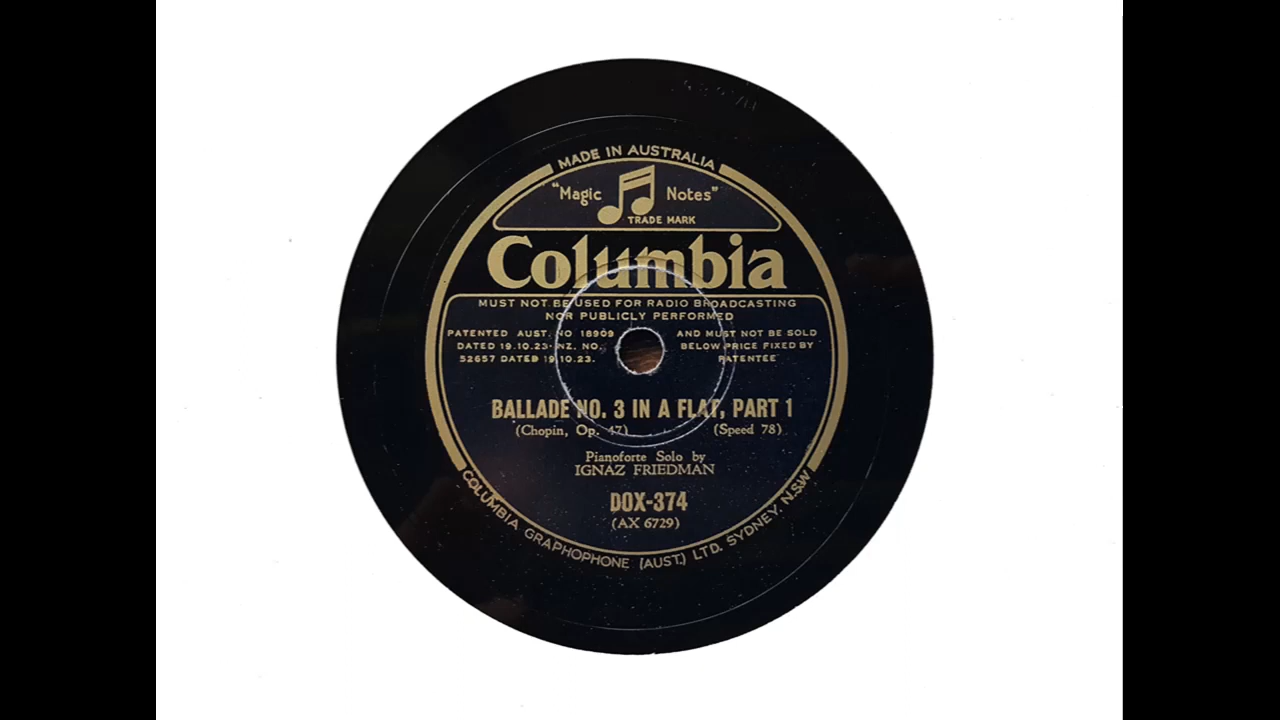 MADE IN AUSTRALIA
"Magic Notes"
TRADE MARK
Columbia
MUST NOT BE USED FOR RADIO BROADCASTING
NOR PUBLICLY PERFORMED
PATENTED AUST. NO 18909
DATED 19.10.23·NZ. NO.
52657 DATED 19.10.23.
AND MUST NOT BE SOLD
BELOW PRICE FIXED BY
PATENTEE
BALLADE NO. 3 IN A FLAT, PART 1
(Chopin, Op. 47) (Speed 78)
Pianoforte Solo by
IGNAZ FRIEDMAN
DOX-374
(AX 6729)
COLUMBIA GRAPHOPHONE (AUST.) LTD. SYDNEY. N.S.W